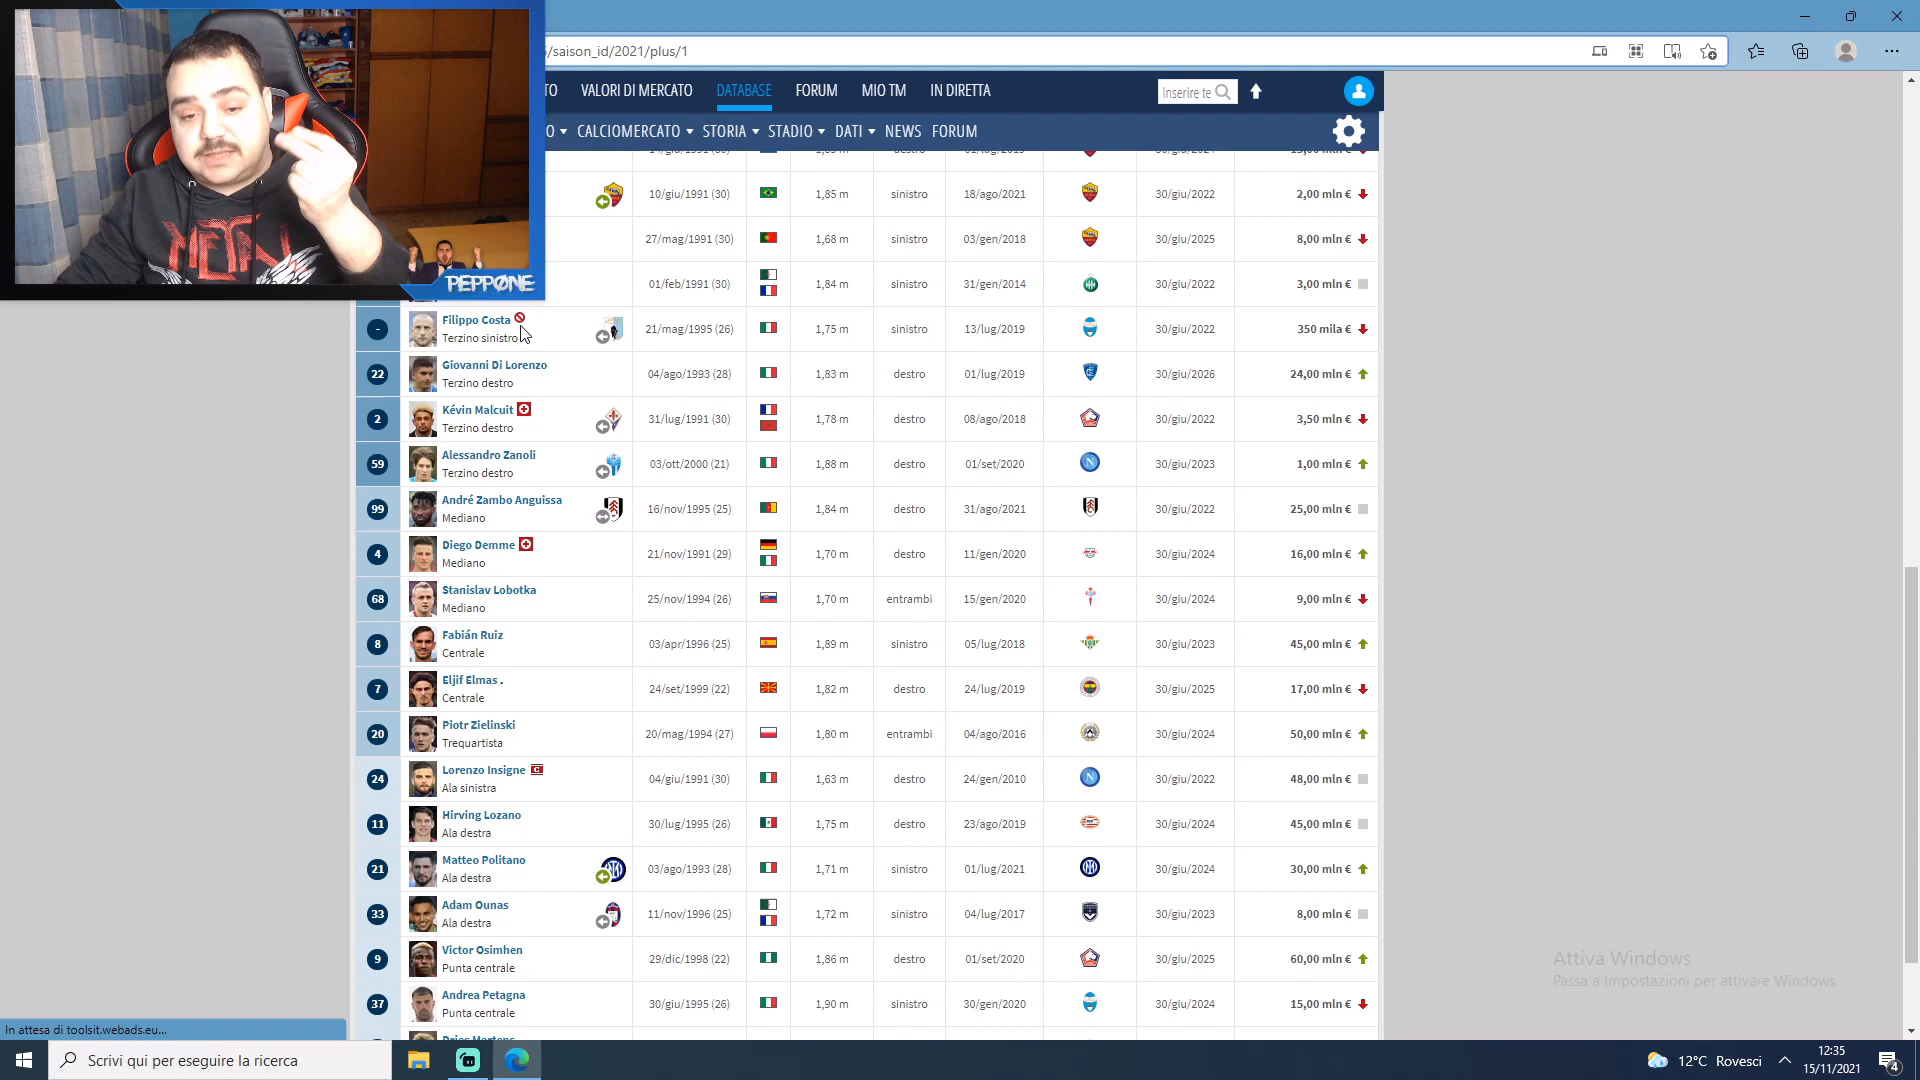 /saison_id/2021/plus/1
TO VALORI DI MERCATO DATABASE FORUM MIO TM IN DIRETTA Inserire te
O CALCIOMERCATO STORIA STADIO DATI NEWS FORUM
METAL
PEPPØNE
10/giu/1991 (30) 1,85 m sinistro 18/ago/2021 30/giu/2022 2,00 mln €
27/mag/1991 (30) 1,68 m sinistro 03/gen/2018 30/giu/2025 8,00 mln €
01/feb/1991 (30) 1,84 m sinistro 31/gen/2014 30/giu/2022 3,00 mln €
- Filippo Costa 21/mag/1995 (26) 1,75 m sinistro 13/lug/2019 30/giu/2022 350 mila €
Terzino sinistro
22 Giovanni Di Lorenzo 04/ago/1993 (28) 1,83 m destro 01/lug/2019 30/giu/2026 24,00 mln €
Terzino destro
2 Kévin Malcuit 31/lug/1991 (30) 1,78 m destro 08/ago/2018 30/giu/2022 3,50 mln €
Terzino destro
59 Alessandro Zanoli 03/ott/2000 (21) 1,88 m destro 01/set/2020 30/giu/2023 1,00 mln €
Terzino destro
99 André Zambo Anguissa 16/nov/1995 (25) 1,84 m destro 31/ago/2021 30/giu/2022 25,00 mln €
Mediano
4 Diego Demme 21/nov/1991 (29) 1,70 m destro 11/gen/2020 30/giu/2024 16,00 mln €
Mediano
68 Stanislav Lobotka 25/nov/1994 (26) 1,70 m entrambi 15/gen/2020 30/giu/2024 9,00 mln €
Mediano
8 Fabián Ruiz 03/apr/1996 (25) 1,89 m sinistro 05/lug/2018 30/giu/2023 45,00 mln €
Centrale
7 Eljif Elmas . 24/set/1999 (22) 1,82 m destro 24/lug/2019 30/giu/2025 17,00 mln €
Centrale
20 Piotr Zielinski 20/mag/1994 (27) 1,80 m entrambi 04/ago/2016 30/giu/2024 50,00 mln €
Trequartista
24 Lorenzo Insigne 04/giu/1991 (30) 1,63 m destro 24/gen/2010 30/giu/2022 48,00 mln €
Ala sinistra
11 Hirving Lozano 30/lug/1995 (26) 1,75 m destro 23/ago/2019 30/giu/2024 45,00 mln €
Ala destra
21 Matteo Politano 03/ago/1993 (28) 1,71 m sinistro 01/lug/2021 30/giu/2024 30,00 mln €
Ala destra
33 Adam Ounas 11/nov/1996 (25) 1,72 m sinistro 04/lug/2017 30/giu/2023 8,00 mln €
Ala destra
9 Victor Osimhen 29/dic/1998 (22) 1,86 m destro 01/set/2020 30/giu/2025 60,00 mln €
Punta centrale
37 Andrea Petagna 30/giu/1995 (26) 1,90 m sinistro 30/gen/2020 30/giu/2024 15,00 mln €
Punta centrale
Dries Mertens
Attiva Windows
Passa a Impostazioni per attivare Windows.
In attesa di toolsit.webads.eu...
Scrivi qui per eseguire la ricerca
12°C Rovesci
12:35
15/11/2021
4